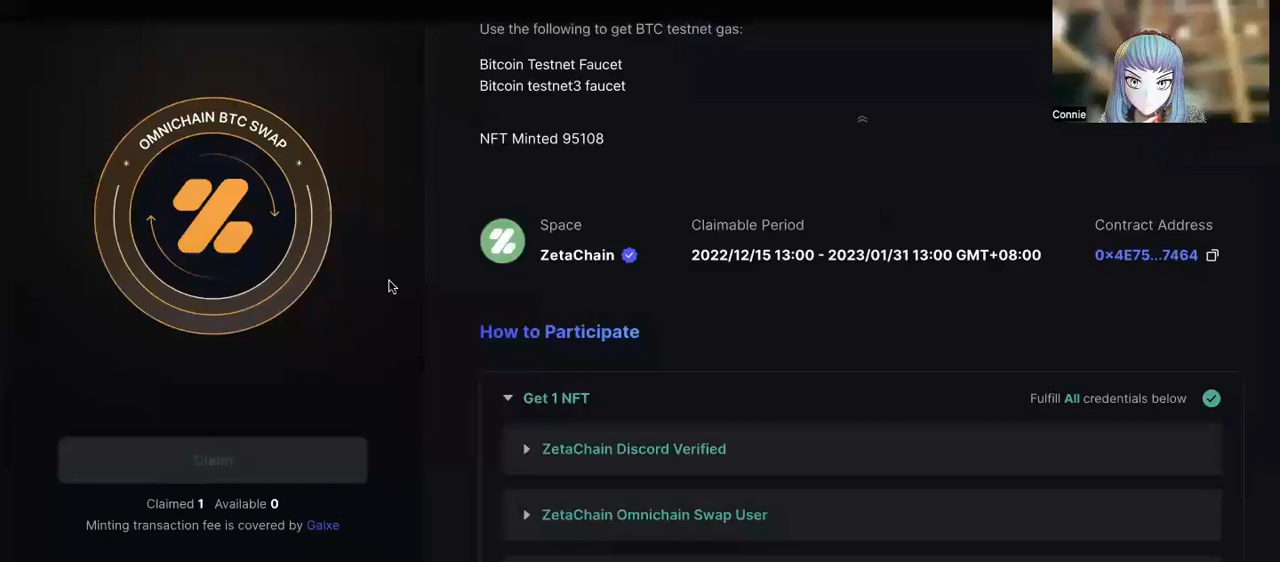 Use the following to get BTC testnet gas:
Bitcoin Testnet Faucet
Bitcoin testnet3 faucet
Connie
NFT Minted 95108
OMNICHAIN BTC SWAP
Space
Claimable Period
Contract Address
ZetaChain
2022/12/15 13:00 - 2023/01/31 13:00 GMT+08:00
0x4E75...7464
How to Participate
Get 1 NFT
Fulfill All credentials below
ZetaChain Discord Verified
Claim
Claimed 1 Available 0
ZetaChain Omnichain Swap User
Minting transaction fee is covered by Galxe